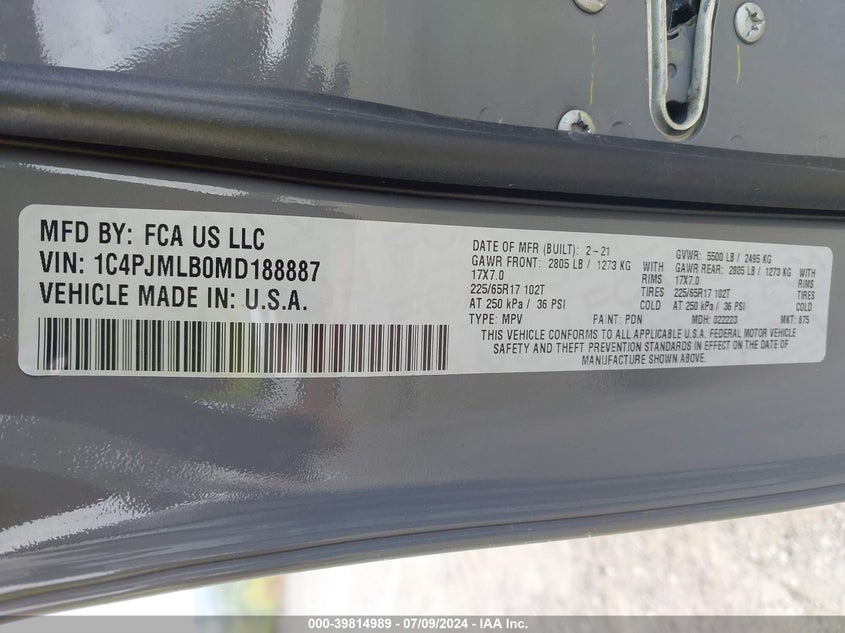 MFD BY: FCA US LLC
VIN: 1C4PJMLB0MD188887
VEHICLE MADE IN: U.S.A.
DATE OF MFR (BUILT): 2-21 GVWR: 5500 LB / 2495 KG
GAWR FRONT: 2805 LB / 1273 KG WITH GAWR REAR: 2805 LB / 1273 KG
17X7.0 RIMS 17X7.0
225/65R17 102T TIRES 225/65R17 102T
AT 250 kPa / 36 PSI COLD AT 250 kPa / 36 PSI
TYPE: MPV PAINT: PDN MDH: 022223 MKT: 875
THIS VEHICLE CONFORMS TO ALL APPLICABLE U.S.A. FEDERAL MOTOR VEHICLE
SAFETY AND THEFT PREVENTION STANDARDS IN EFFECT ON THE DATE OF
MANUFACTURE SHOWN ABOVE.
000-39814989 - 07/09/2024 - IAA Inc.